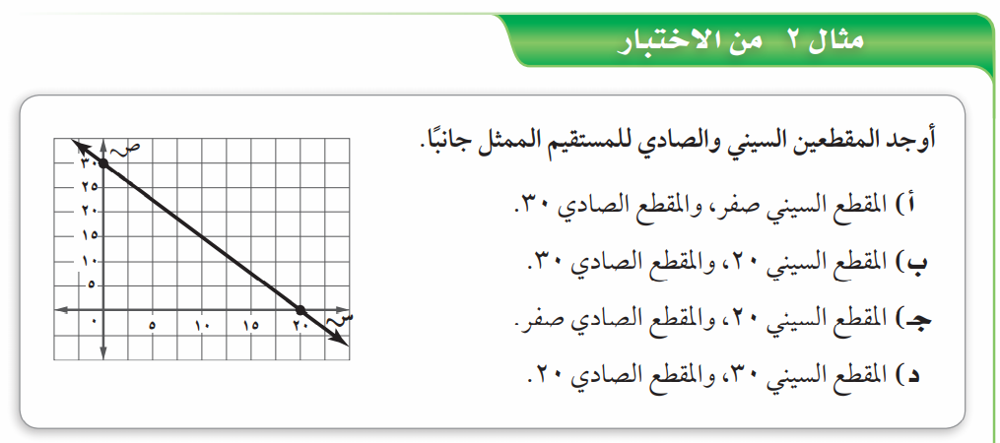 مثال ٢ من الاختبار
أوجد المقطعين السيني والصادي للمستقيم الممثل جانبًا.
أ) المقطع السيني صفر، والمقطع الصادي ٣٠.
ب) المقطع السيني ٢٠، والمقطع الصادي ٣٠.
جـ) المقطع السيني ٢٠، والمقطع الصادي صفر.
د) المقطع السيني ٣٠، والمقطع الصادي ٢٠.
ص
٣٠
٢٥
٢٠
١٥
١٠
٥
٠ ٥ ١٠ ١٥ ٢٠ س